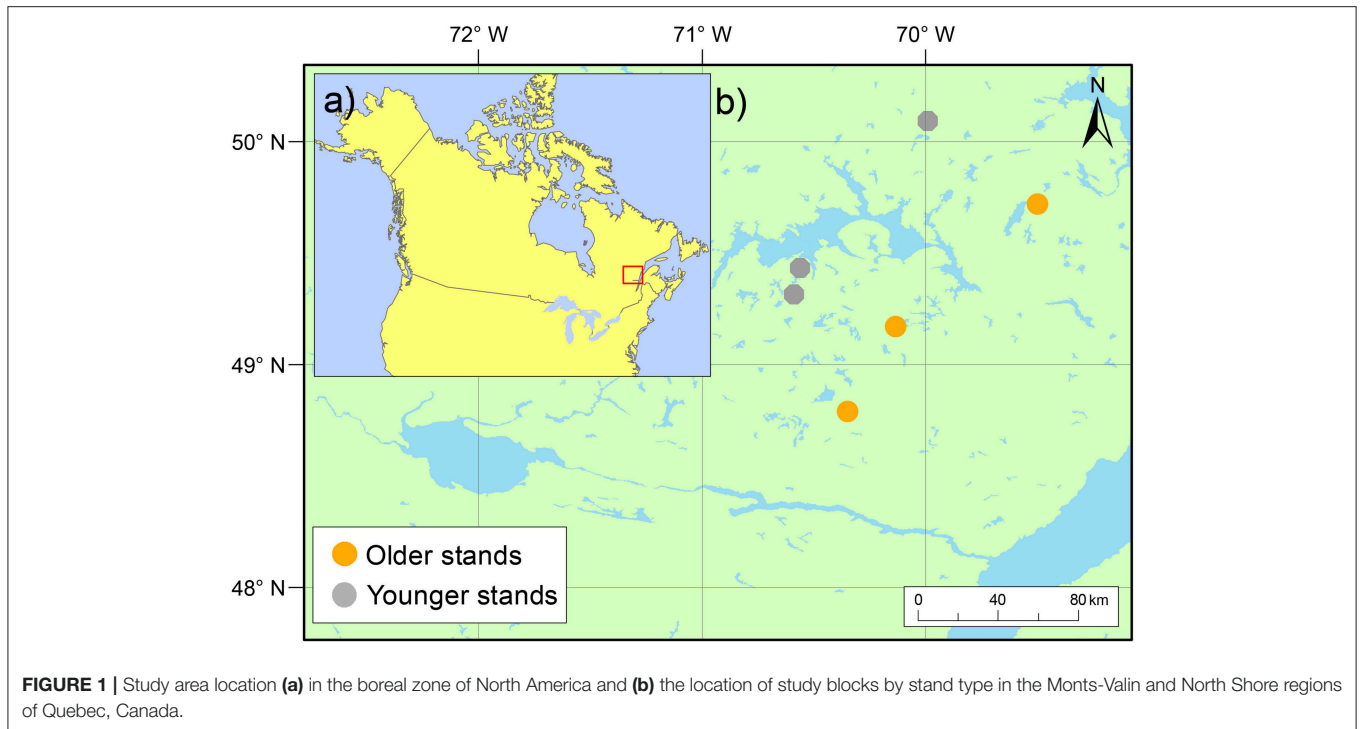 72° W 71° W 70° W
a) b) N
50° N
49° N
48° N
Older stands
Younger stands
0 40 80 km
FIGURE 1 | Study area location (a) in the boreal zone of North America and (b) the location of study blocks by stand type in the Monts-Valin and North Shore regions
of Quebec, Canada.